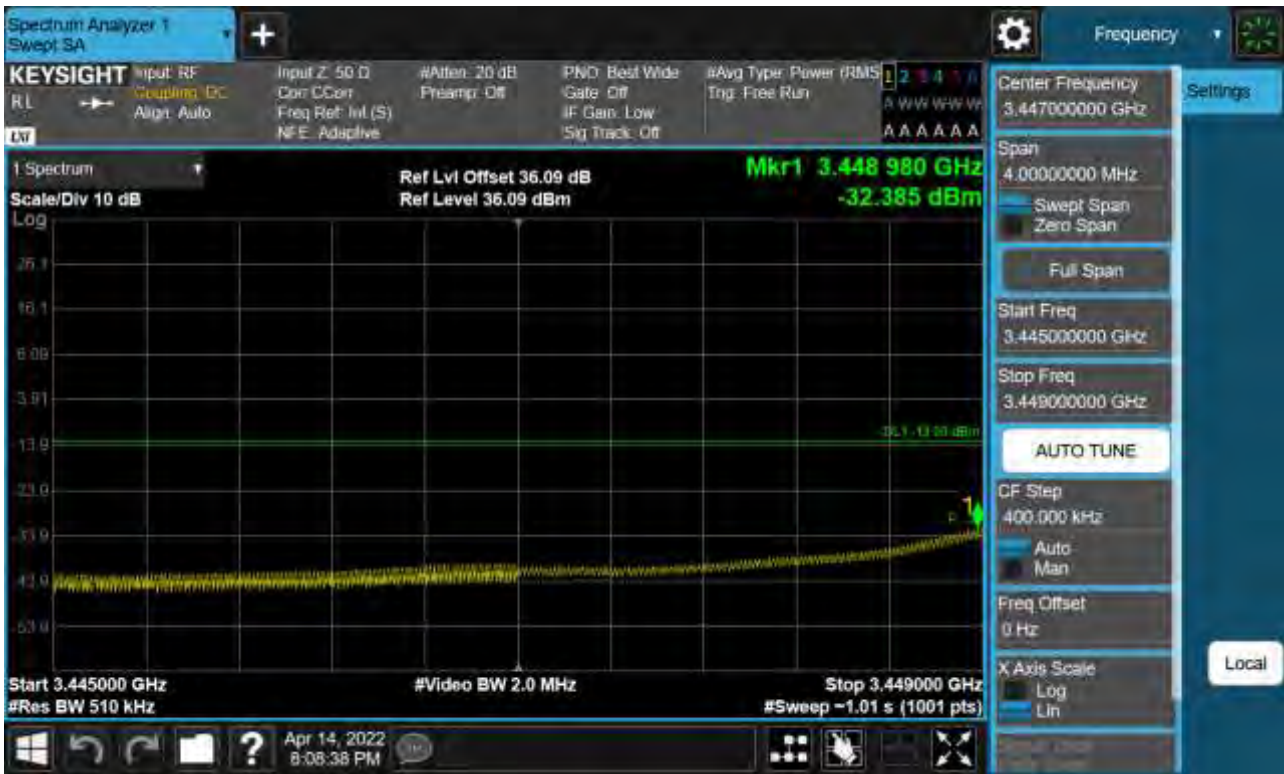 Spectrum Analyzer 1
Swept SA
+
Frequency
KEYSIGHT
RL
Input: RF
Coupling: DC
Align: Auto
Input Z: 50 Ω
Corr CCorr
Freq Ref: Int (S)
NFE: Adaptive
#Atten: 20 dB
Preamp: Off
PNO: Best Wide
Gate: Off
IF Gain: Low
Sig Track: Off
#Avg Type: Power (RMS
Trig: Free Run
1 2 3 4 5 6
A W W W W W
A A A A A A
1 Spectrum
Scale/Div 10 dB
Log
Ref Lvl Offset 36.09 dB
Ref Level 36.09 dBm
Mkr1 3.448 980 GHz
-32.385 dBm
26.1
16.1
6.09
-3.91
-13.9
DL1 -13.00 dBm
-23.9
1
-33.9
-43.9
-53.9
Start 3.445000 GHz
#Res BW 510 kHz
#Video BW 2.0 MHz
Stop 3.449000 GHz
#Sweep ~1.01 s (1001 pts)
Center Frequency
3.447000000 GHz
Settings
Span
4.00000000 MHz
Swept Span
Zero Span
Full Span
Start Freq
3.445000000 GHz
Stop Freq
3.449000000 GHz
AUTO TUNE
CF Step
400.000 kHz
Auto
Man
Freq Offset
0 Hz
X Axis Scale
Log
Lin
Local
?
Apr 14, 2022
8:08:38 PM